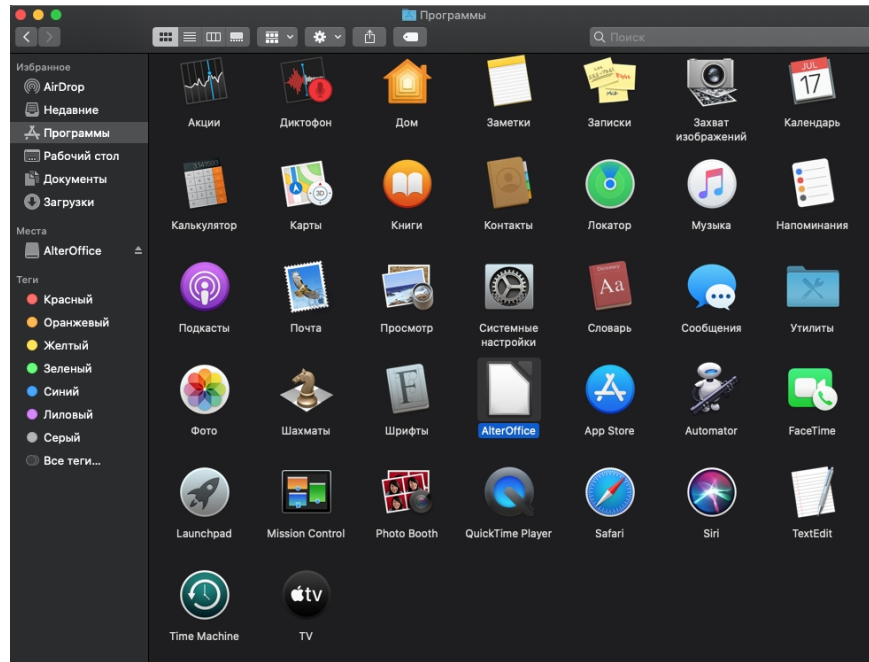 Программы
Поиск
Избранное
AirDrop
Недавние
Программы
Рабочий стол
Документы
Загрузки
Места
AlterOffice
Теги
Красный
Оранжевый
Желтый
Зеленый
Синий
Лиловый
Серый
Все теги...
JUL
17
Акции
Диктофон
Дом
Заметки
Записки
Захват
изображений
Календарь
3D
Калькулятор
Карты
Книги
Контакты
Локатор
Музыка
Напоминания
Dictionary
Aa
Подкасты
Почта
Просмотр
Системные
настройки
Словарь
Сообщения
Утилиты
F
Фото
Шахматы
Шрифты
AlterOffice
App Store
Automator
FaceTime
Launchpad
Mission Control
Photo Booth
QuickTime Player
Safari
Siri
TextEdit
tv
Time Machine
TV